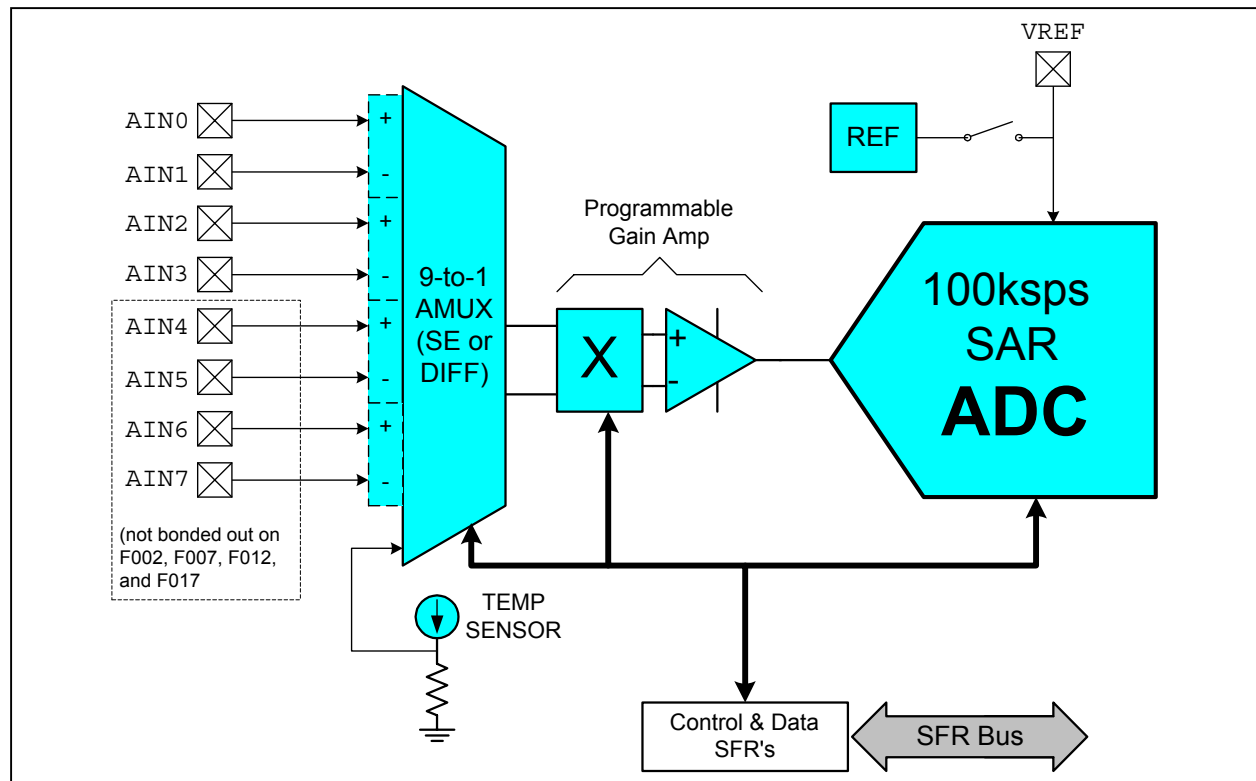 VREF
AIN0
+
REF
AIN1
-
AIN2
+
Programmable
Gain Amp
AIN3
-
9-to-1
AMUX
(SE or
DIFF)
100ksps
SAR
ADC
AIN4
+
X
+
-
AIN5
-
AIN6
+
AIN7
-
(not bonded out on
F002, F007, F012,
and F017
TEMP
SENSOR
Control & Data
SFR's
SFR Bus